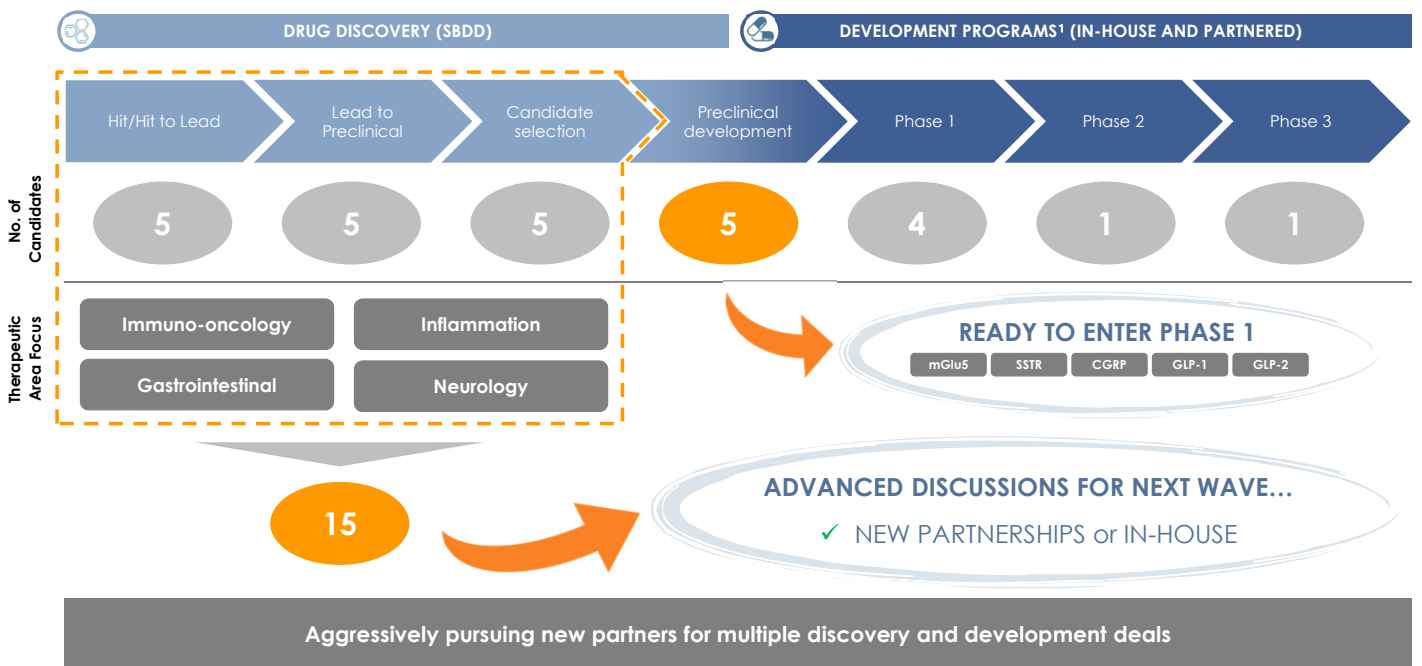 DRUG DISCOVERY (SBDD)
DEVELOPMENT PROGRAMS¹ (IN-HOUSE AND PARTNERED)
Hit/Hit to Lead
Lead to
Preclinical
Candidate
selection
Preclinical
development
Phase 1
Phase 2
Phase 3
No. of
Candidates
5
5
5
5
4
1
1
Therapeutic
Area Focus
Immuno-oncology
Inflammation
Gastrointestinal
Neurology
READY TO ENTER PHASE 1
mGlu5
SSTR
CGRP
GLP-1
GLP-2
15
ADVANCED DISCUSSIONS FOR NEXT WAVE...
✓ NEW PARTNERSHIPS or IN-HOUSE
Aggressively pursuing new partners for multiple discovery and development deals